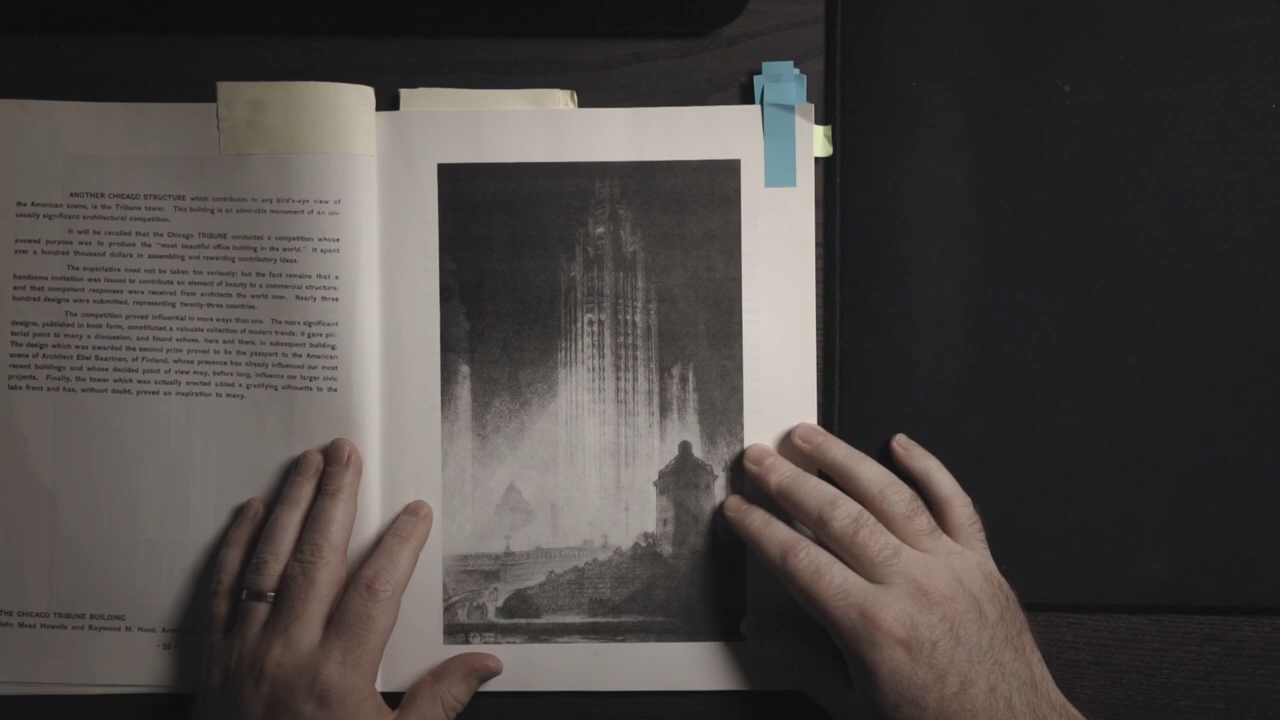 ANOTHER CHICAGO STRUCTURE which contributes to any bird's-eye view of
the American scene, is the Tribune tower. This building is an admirable monument of an un-
usually significant architectural competition.
It will be recalled that the Chicago TRIBUNE conducted a competition whose
avowed purpose was to produce the "most beautiful office building in the world." It spent
over a hundred thousand dollars in assembling and rewarding contributory ideas.
The superlative need not be taken too seriously; but the fact remains that a
handsome invitation was issued to contribute an element of beauty to a commercial structure,
and that competent responses were received from architects the world over. Nearly three
hundred designs were submitted, representing twenty-three countries.
The competition proved influential in more ways than one. The more significant
designs, published in book form, constituted a valuable collection of modern trends; it gave pic-
torial point to many a discussion, and found echoes, here and there, in subsequent building.
The design which was awarded the second prize proved to be the passport to the American
scene of Architect Eliel Saarinen, of Finland, whose presence has already influenced our most
recent buildings and whose decided point of view may, before long, influence our larger civic
projects. Finally, the tower which was actually erected added a gratifying silhouette to the
lake front and has, without doubt, proved an inspiration to many.
THE CHICAGO TRIBUNE BUILDING
John Mead Howells and Raymond M. Hood,